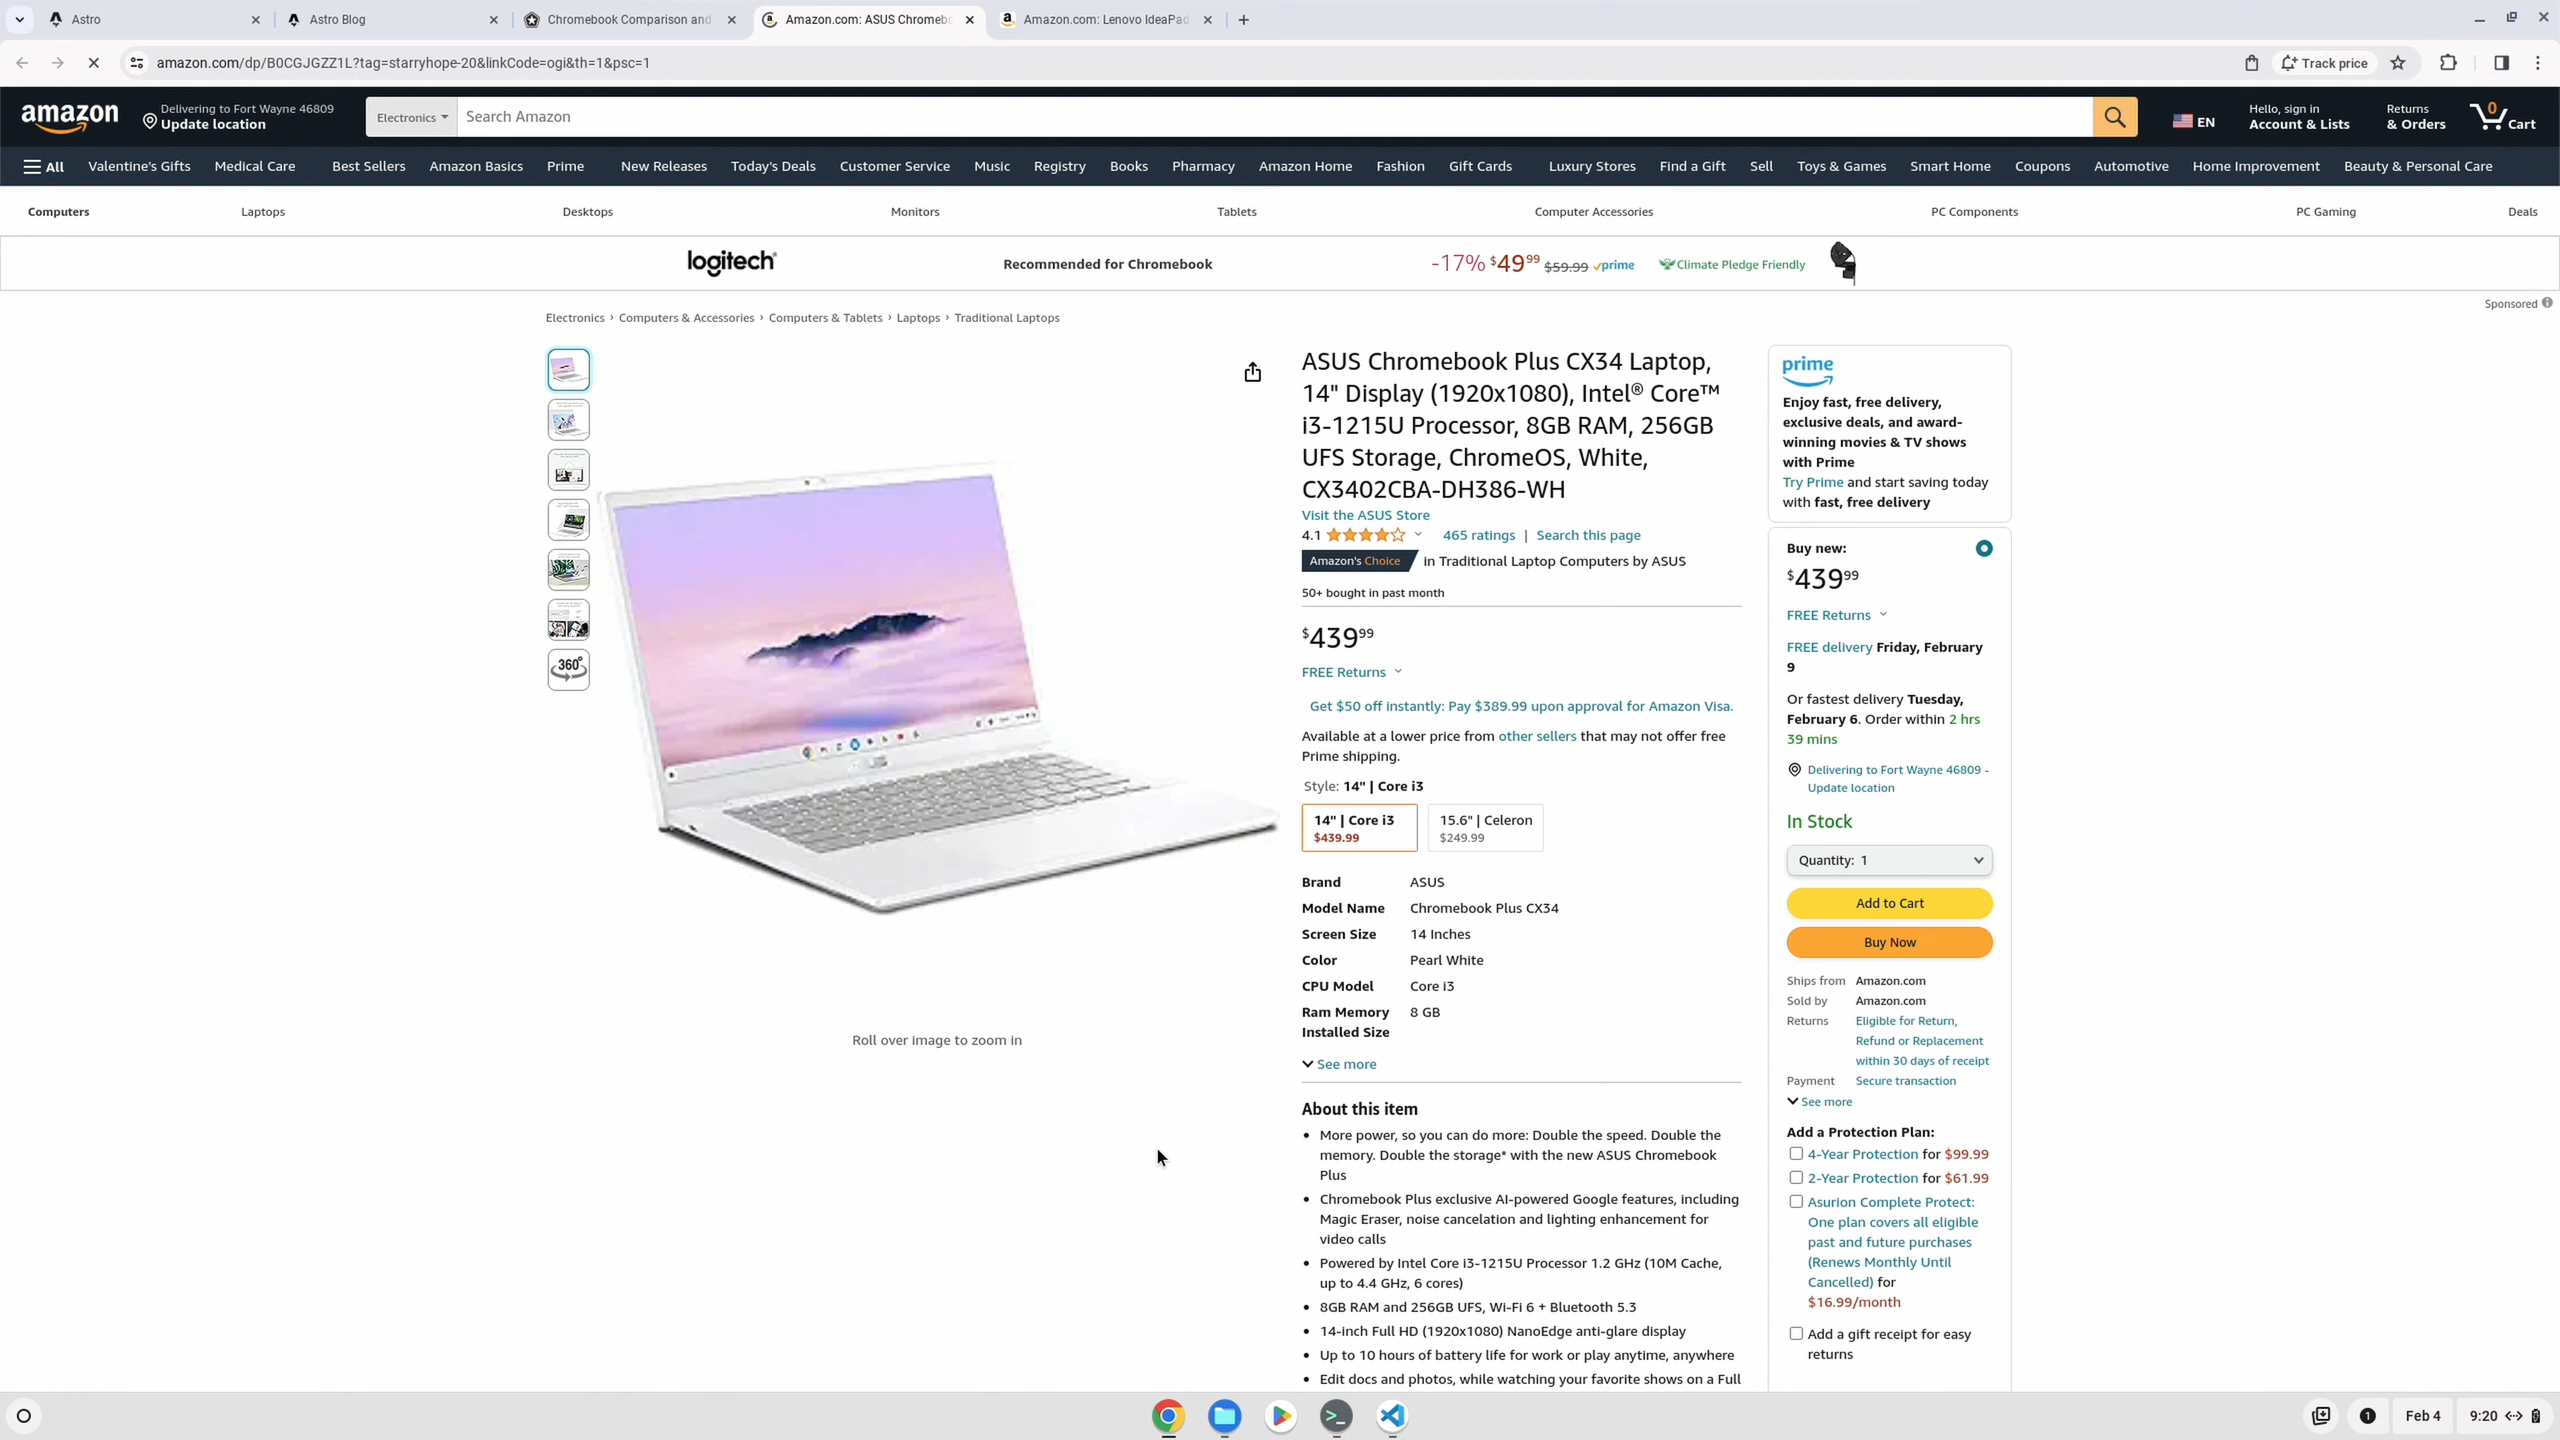 Astro
Astro Blog
Chromebook Comparison and
Amazon.com: ASUS Chromeb
Amazon.com: Lenovo IdeaPad
amazon.com/dp/B0CGJGZZ1L?tag=starryhope-20&linkCode=ogi&th=1&psc=1
Track price
amazon
Delivering to Fort Wayne 46809
Update location
Electronics
Search Amazon
EN
Hello, sign in
Account & Lists
Returns
& Orders
0
Cart
All
Valentine's Gifts
Medical Care
Best Sellers
Amazon Basics
Prime
New Releases
Today's Deals
Customer Service
Music
Registry
Books
Pharmacy
Amazon Home
Fashion
Gift Cards
Luxury Stores
Find a Gift
Sell
Toys & Games
Smart Home
Coupons
Automotive
Home Improvement
Beauty & Personal Care
Computers
Laptops
Desktops
Monitors
Tablets
Computer Accessories
PC Components
PC Gaming
Deals
logitech
Recommended for Chromebook
-17% $49 99 $59.99 prime
Climate Pledge Friendly
Sponsored
Electronics › Computers & Accessories › Computers & Tablets › Laptops › Traditional Laptops
360°
Roll over image to zoom in
ASUS Chromebook Plus CX34 Laptop,
14" Display (1920x1080), Intel® Core™
i3-1215U Processor, 8GB RAM, 256GB
UFS Storage, ChromeOS, White,
CX3402CBA-DH386-WH
Visit the ASUS Store
4.1
465 ratings | Search this page
Amazon's Choice in Traditional Laptop Computers by ASUS
50+ bought in past month
$439 99
FREE Returns
Get $50 off instantly: Pay $389.99 upon approval for Amazon Visa.
Available at a lower price from other sellers that may not offer free
Prime shipping.
Style: 14" | Core i3
14" | Core i3
$439.99
15.6" | Celeron
$249.99
Brand ASUS
Model Name Chromebook Plus CX34
Screen Size 14 Inches
Color Pearl White
CPU Model Core i3
Ram Memory 8 GB
Installed Size
See more
About this item
• More power, so you can do more: Double the speed. Double the
memory. Double the storage* with the new ASUS Chromebook
Plus
• Chromebook Plus exclusive AI-powered Google features, including
Magic Eraser, noise cancelation and lighting enhancement for
video calls
• Powered by Intel Core i3-1215U Processor 1.2 GHz (10M Cache,
up to 4.4 GHz, 6 cores)
• 8GB RAM and 256GB UFS, Wi-Fi 6 + Bluetooth 5.3
• 14-inch Full HD (1920x1080) NanoEdge anti-glare display
• Up to 10 hours of battery life for work or play anytime, anywhere
• Edit docs and photos, while watching your favorite shows on a Full
prime
Enjoy fast, free delivery,
exclusive deals, and award-
winning movies & TV shows
with Prime
Try Prime and start saving today
with fast, free delivery
Buy new:
$439 99
FREE Returns
FREE delivery Friday, February
9
Or fastest delivery Tuesday,
February 6. Order within 2 hrs
39 mins
Delivering to Fort Wayne 46809 -
Update location
In Stock
Quantity: 1
Add to Cart
Buy Now
Ships from Amazon.com
Sold by Amazon.com
Returns Eligible for Return,
Refund or Replacement
within 30 days of receipt
Payment Secure transaction
See more
Add a Protection Plan:
4-Year Protection for $99.99
2-Year Protection for $61.99
Asurion Complete Protect:
One plan covers all eligible
past and future purchases
(Renews Monthly Until
Cancelled) for
$16.99/month
Add a gift receipt for easy
returns
1
Feb 4
9:20